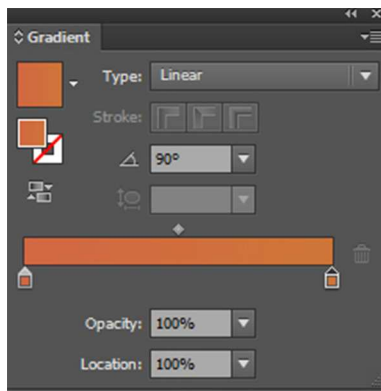 Gradient
Type: Linear
Stroke:
90°
Opacity: 100%
Location: 100%